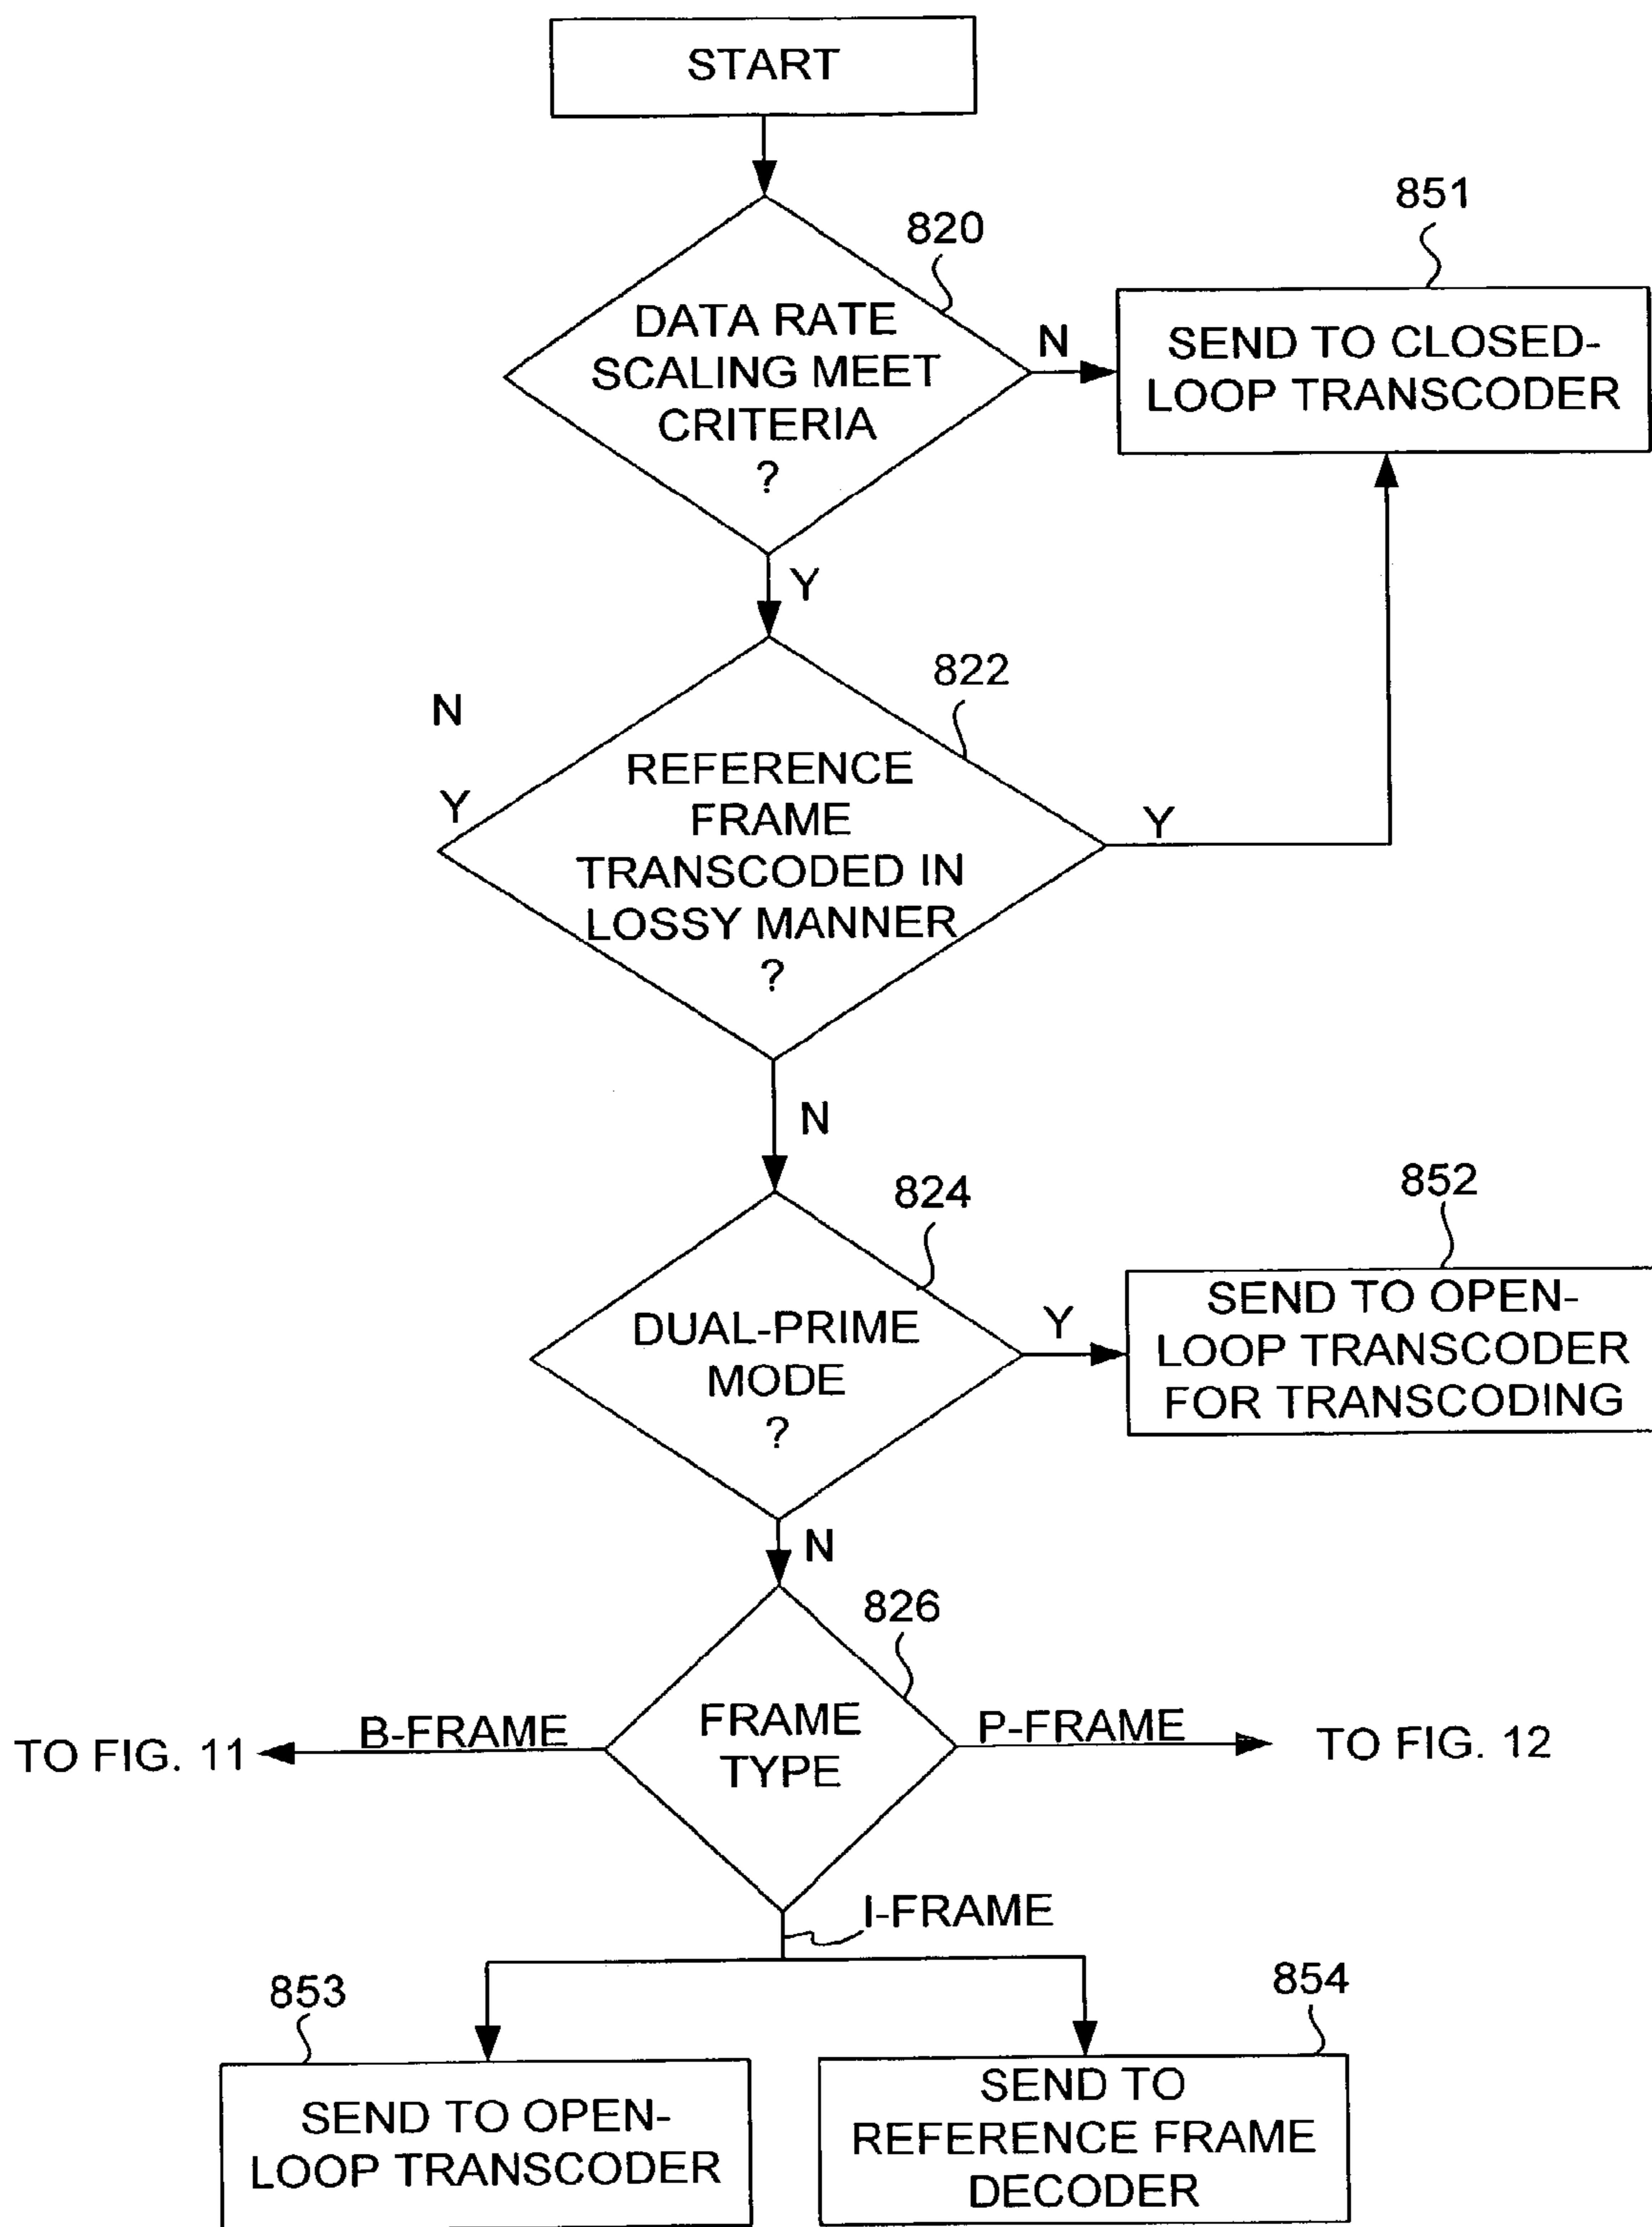 START
820
851
DATA RATE
SCALING MEET
CRITERIA
?
N
SEND TO CLOSED-
LOOP TRANSCODER
Y
822
N
Y
REFERENCE
FRAME
TRANSCODED IN
LOSSY MANNER
?
Y
N
824
852
DUAL-PRIME
MODE
?
Y
SEND TO OPEN-
LOOP TRANSCODER
FOR TRANSCODING
N
826
FRAME
TYPE
B-FRAME
TO FIG. 11
P-FRAME
TO FIG. 12
I-FRAME
853
854
SEND TO OPEN-
LOOP TRANSCODER
SEND TO
REFERENCE FRAME
DECODER